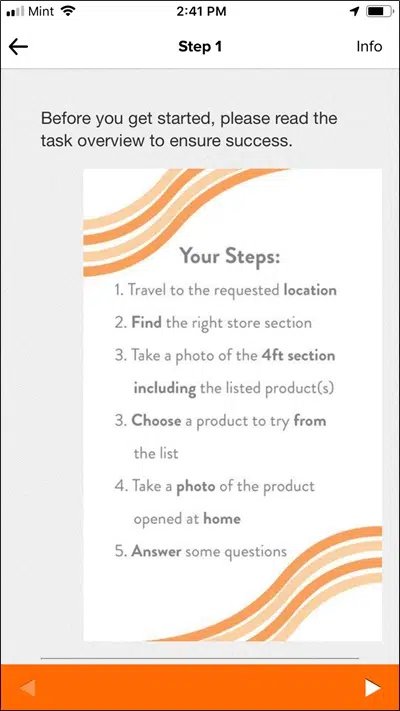 Mint
2:41 PM
Step 1
Info
Before you get started, please read the
task overview to ensure success.
Your Steps:
1. Travel to the requested location
2. Find the right store section
3. Take a photo of the 4ft section
including the listed product(s)
3. Choose a product to try from
the list
4. Take a photo of the product
opened at home
5. Answer some questions